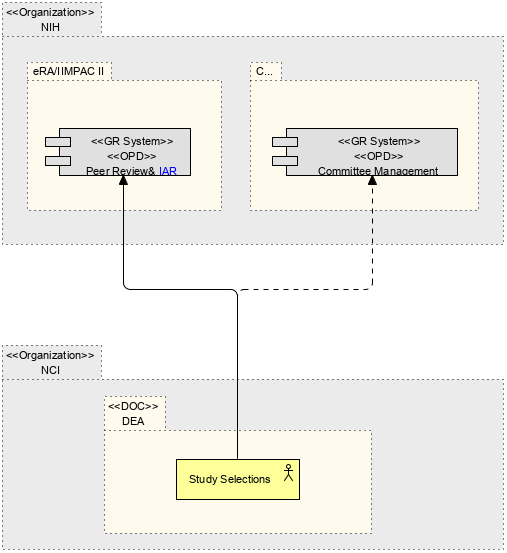 <<Organization>>
NIH
eRA/IIMPAC II
C...
<<GR System>>
<<OPD>>
Peer Review& IAR
<<GR System>>
<<OPD>>
Committee Management
<<Organization>>
NCI
<<DOC>>
DEA
Study Selections